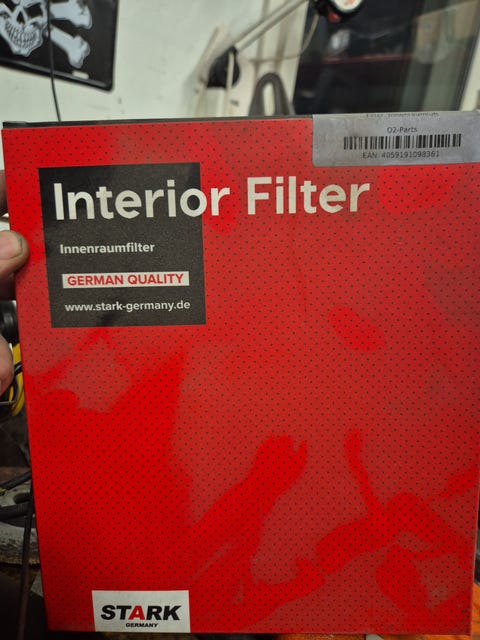 O2-Parts
EAN: 4059191098361
Interior Filter
Innenraumfilter
GERMAN QUALITY
www.stark-germany.de
STARK
GERMANY